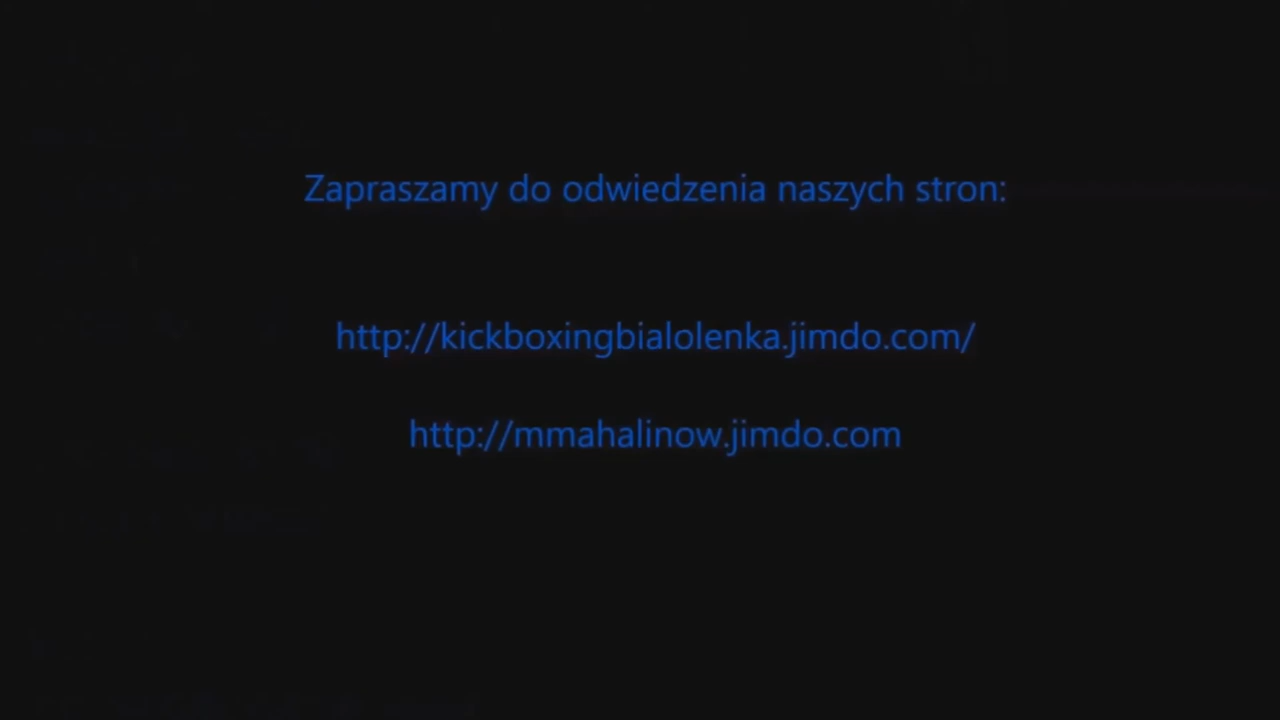 Zapraszamy do odwiedzenia naszych stron:
http://kickboxingbialolenka.jimdo.com/
http://mmahalinow.jimdo.com